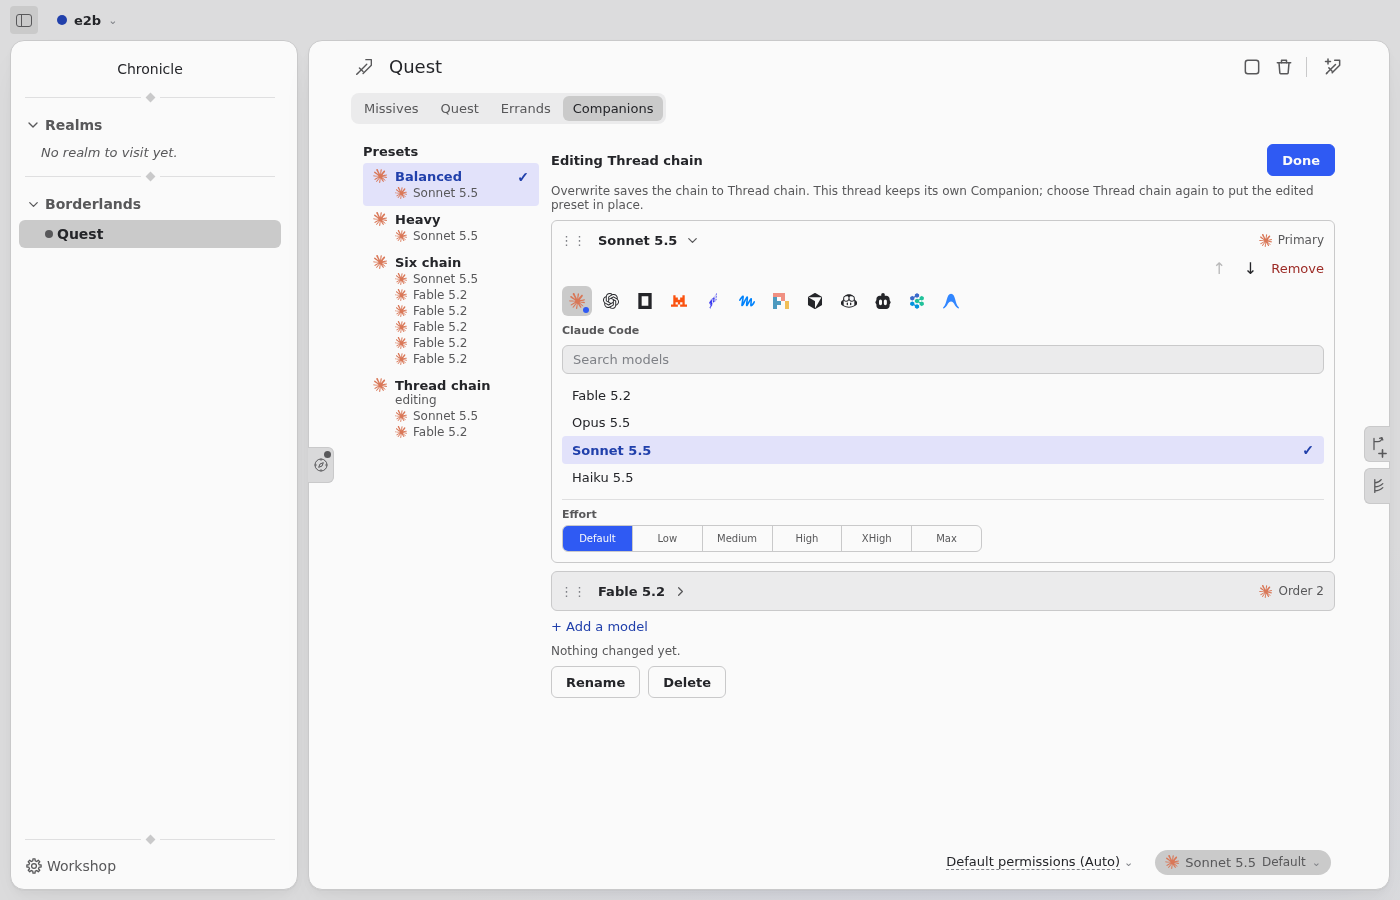 e2b
Chronicle
Realms
No realm to visit yet.
Borderlands
Quest
Workshop
Quest
Missives Quest Errands Companions
Presets
Balanced
Sonnet 5.5
Heavy
Sonnet 5.5
Six chain
Sonnet 5.5
Fable 5.2
Fable 5.2
Fable 5.2
Fable 5.2
Fable 5.2
Thread chain
editing
Sonnet 5.5
Fable 5.2
Editing Thread chain
Done
Overwrite saves the chain to Thread chain. This thread keeps its own Companion; choose Thread chain again to put the edited
preset in place.
Sonnet 5.5 Primary
↑ ↓ Remove
Claude Code
Search models
Fable 5.2
Opus 5.5
Sonnet 5.5 ✓
Haiku 5.5
Effort
Default Low Medium High XHigh Max
Fable 5.2 Order 2
+ Add a model
Nothing changed yet.
Rename Delete
Default permissions (Auto) Sonnet 5.5 Default